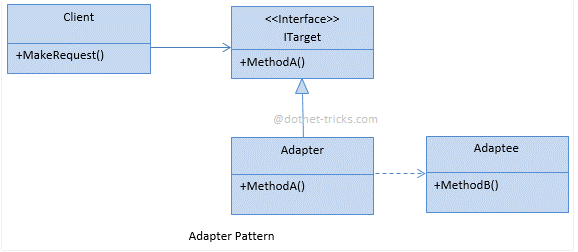 Client
+MakeRequest()
<<Interface>>
ITarget
+MethodA()
@dotnet-tricks.com
Adapter
+MethodA()
Adaptee
+MethodB()
Adapter Pattern